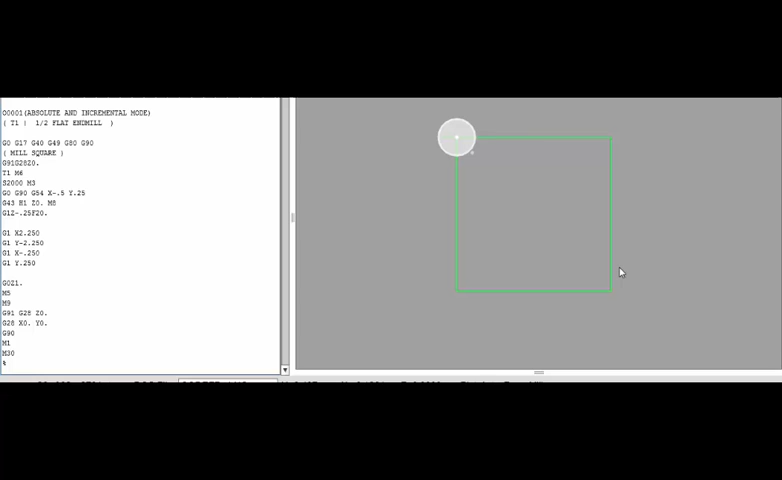 O0001(ABSOLUTE AND INCREMENTAL MODE)
( T1 |  1/2 FLAT ENDMILL  )
G0 G17 G40 G49 G80 G90
( MILL SQUARE )
G91G28Z0.
T1 M6
S2000 M3
G0 G90 G54 X-.5 Y.25
G43 H1 Z0. M8
G1Z-.25F20.
G1 X2.250
G1 Y-2.250
G1 X-.250
G1 Y.250
G0Z1.
M5
M9
G91 G28 Z0.
G28 X0. Y0.
G90
M1
M30
%